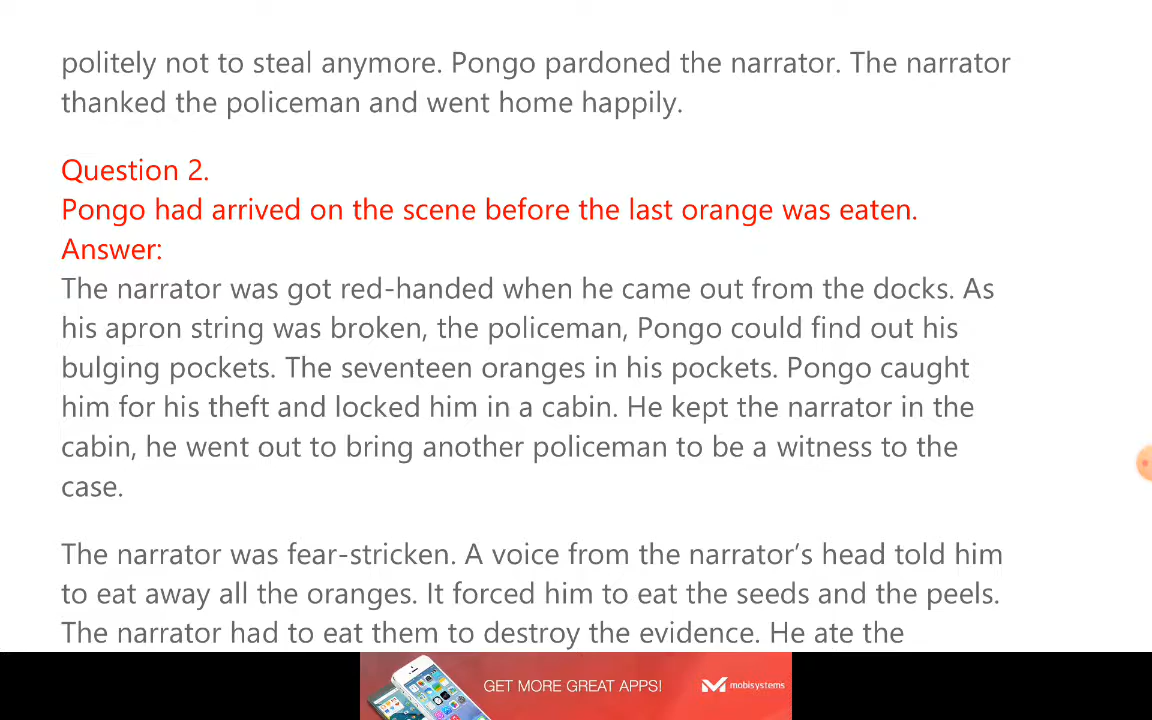 politely not to steal anymore. Pongo pardoned the narrator. The narrator
thanked the policeman and went home happily.
Question 2.
Pongo had arrived on the scene before the last orange was eaten.
Answer:
The narrator was got red-handed when he came out from the docks. As
his apron string was broken, the policeman, Pongo could find out his
bulging pockets. The seventeen oranges in his pockets. Pongo caught
him for his theft and locked him in a cabin. He kept the narrator in the
cabin, he went out to bring another policeman to be a witness to the
case.
The narrator was fear-stricken. A voice from the narrator’s head told him
to eat away all the oranges. It forced him to eat the seeds and the peels.
The narrator had to eat them to destroy the evidence. He ate the
GET MORE GREAT APPS!
mobisystems